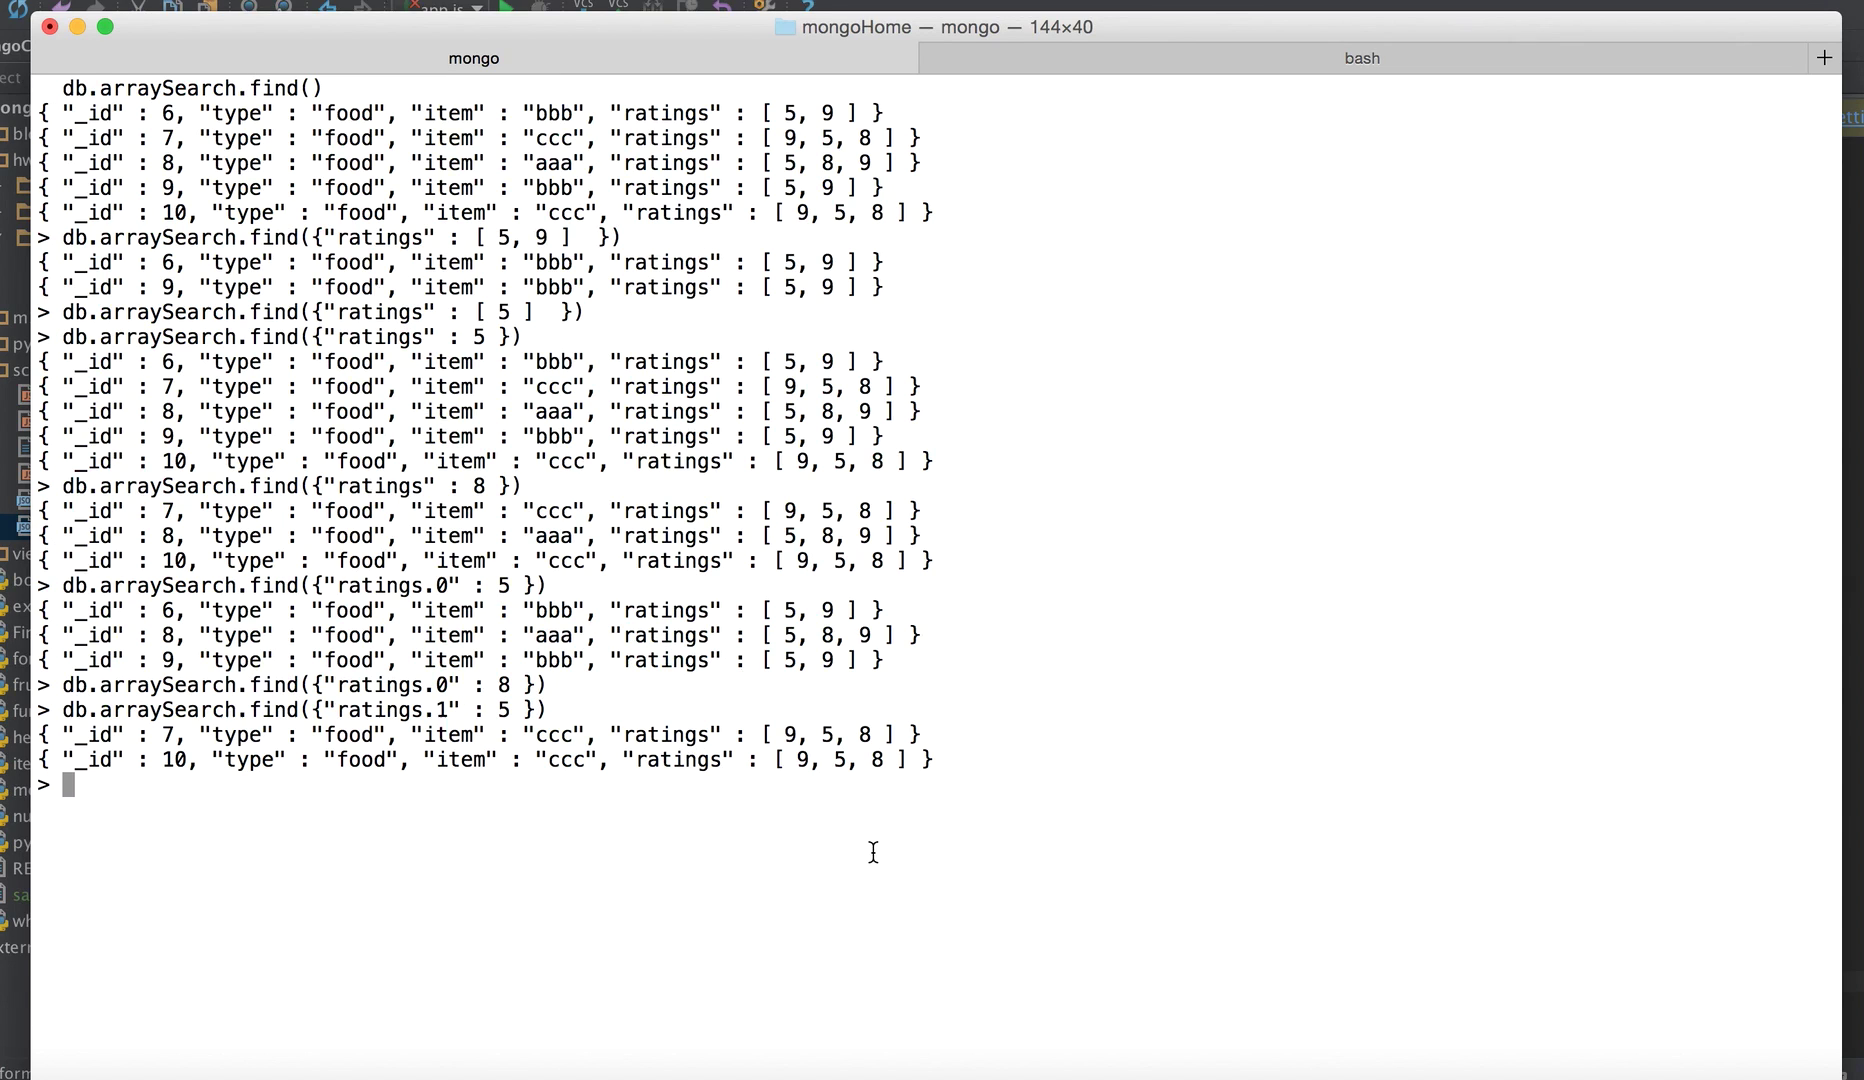 mongoHome — mongo — 144×40
mongo
bash
+
db.arraySearch.find()
{ "_id" : 6, "type" : "food", "item" : "bbb", "ratings" : [ 5, 9 ] }
{ "_id" : 7, "type" : "food", "item" : "ccc", "ratings" : [ 9, 5, 8 ] }
{ "_id" : 8, "type" : "food", "item" : "aaa", "ratings" : [ 5, 8, 9 ] }
{ "_id" : 9, "type" : "food", "item" : "bbb", "ratings" : [ 5, 9 ] }
{ "_id" : 10, "type" : "food", "item" : "ccc", "ratings" : [ 9, 5, 8 ] }
> db.arraySearch.find({"ratings" : [ 5, 9 ]  })
{ "_id" : 6, "type" : "food", "item" : "bbb", "ratings" : [ 5, 9 ] }
{ "_id" : 9, "type" : "food", "item" : "bbb", "ratings" : [ 5, 9 ] }
> db.arraySearch.find({"ratings" : [ 5 ]  })
> db.arraySearch.find({"ratings" : 5 })
{ "_id" : 6, "type" : "food", "item" : "bbb", "ratings" : [ 5, 9 ] }
{ "_id" : 7, "type" : "food", "item" : "ccc", "ratings" : [ 9, 5, 8 ] }
{ "_id" : 8, "type" : "food", "item" : "aaa", "ratings" : [ 5, 8, 9 ] }
{ "_id" : 9, "type" : "food", "item" : "bbb", "ratings" : [ 5, 9 ] }
{ "_id" : 10, "type" : "food", "item" : "ccc", "ratings" : [ 9, 5, 8 ] }
> db.arraySearch.find({"ratings" : 8 })
{ "_id" : 7, "type" : "food", "item" : "ccc", "ratings" : [ 9, 5, 8 ] }
{ "_id" : 8, "type" : "food", "item" : "aaa", "ratings" : [ 5, 8, 9 ] }
{ "_id" : 10, "type" : "food", "item" : "ccc", "ratings" : [ 9, 5, 8 ] }
> db.arraySearch.find({"ratings.0" : 5 })
{ "_id" : 6, "type" : "food", "item" : "bbb", "ratings" : [ 5, 9 ] }
{ "_id" : 8, "type" : "food", "item" : "aaa", "ratings" : [ 5, 8, 9 ] }
{ "_id" : 9, "type" : "food", "item" : "bbb", "ratings" : [ 5, 9 ] }
> db.arraySearch.find({"ratings.0" : 8 })
> db.arraySearch.find({"ratings.1" : 5 })
{ "_id" : 7, "type" : "food", "item" : "ccc", "ratings" : [ 9, 5, 8 ] }
{ "_id" : 10, "type" : "food", "item" : "ccc", "ratings" : [ 9, 5, 8 ] }
>